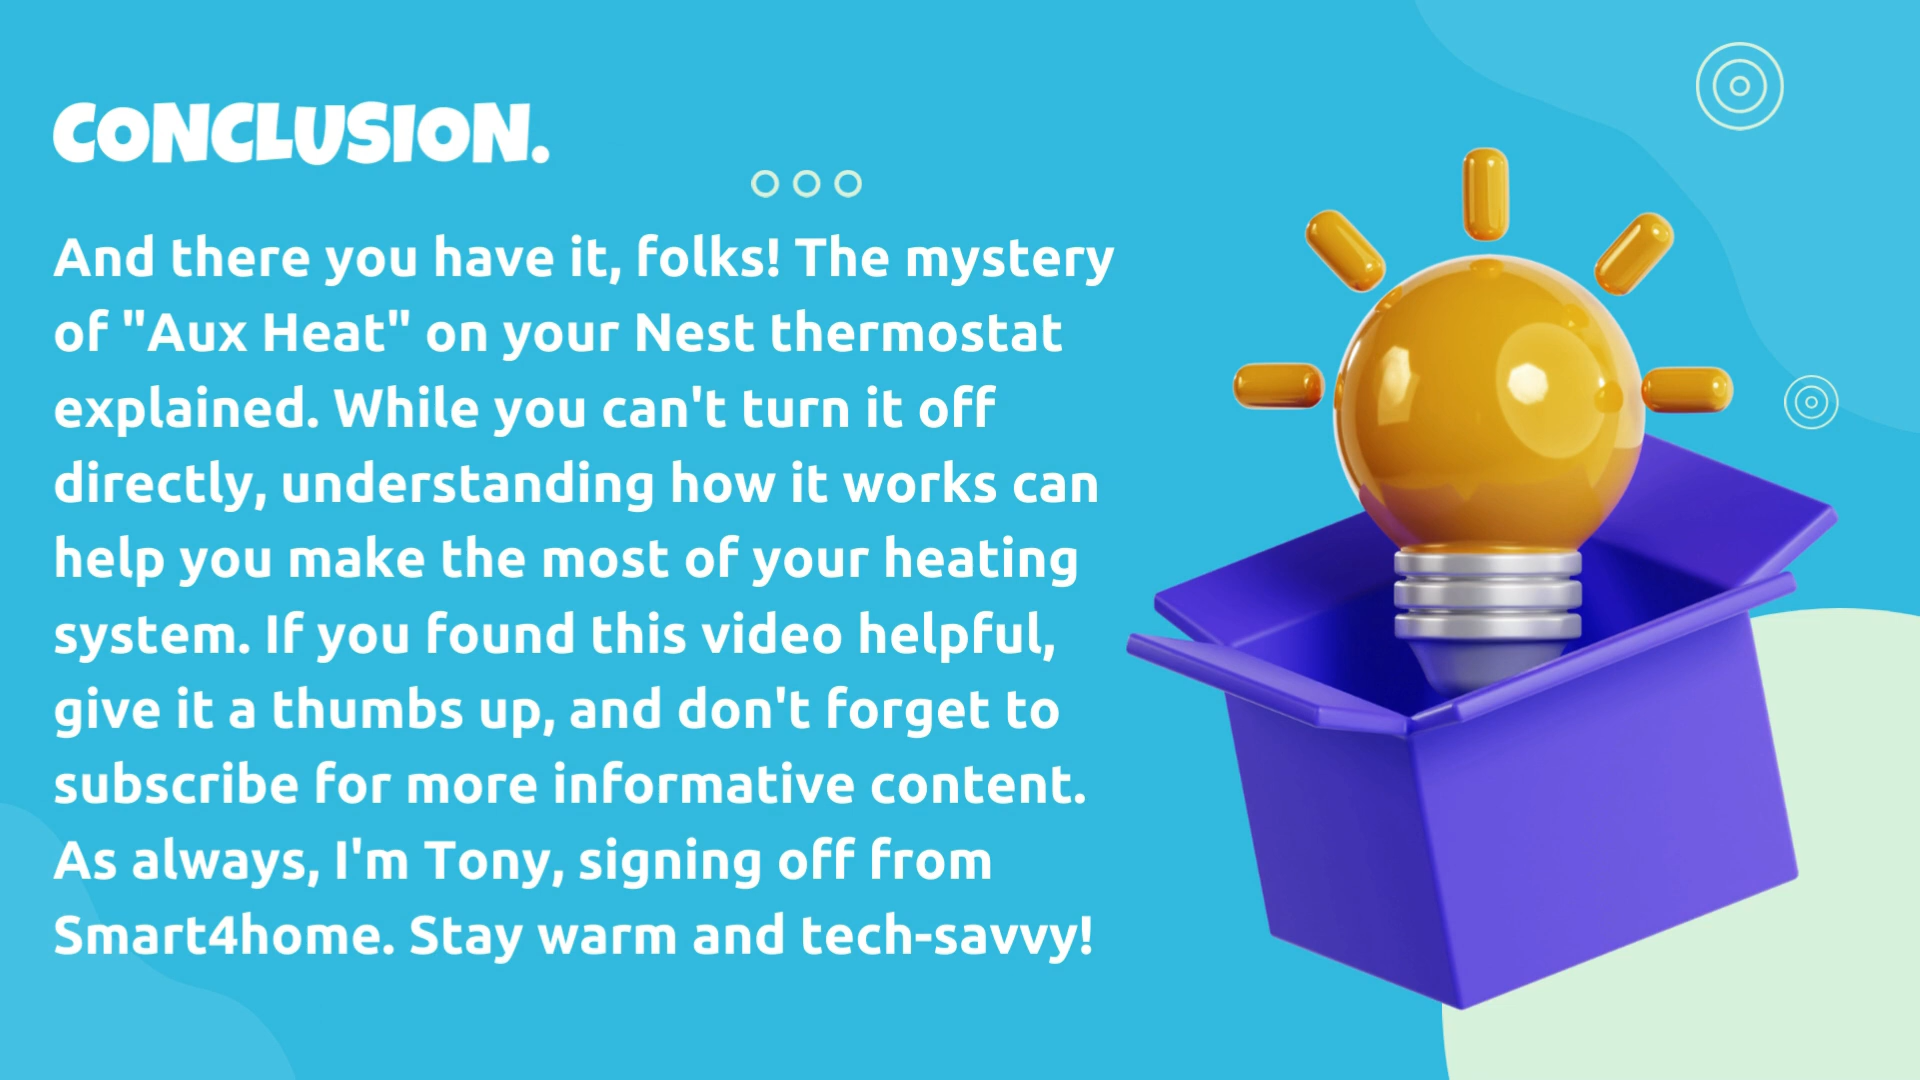 CONCLUSION.
And there you have it, folks! The mystery
of "Aux Heat" on your Nest thermostat
explained. While you can't turn it off
directly, understanding how it works can
help you make the most of your heating
system. If you found this video helpful,
give it a thumbs up, and don't forget to
subscribe for more informative content.
As always, I'm Tony, signing off from
Smart4home. Stay warm and tech-savvy!